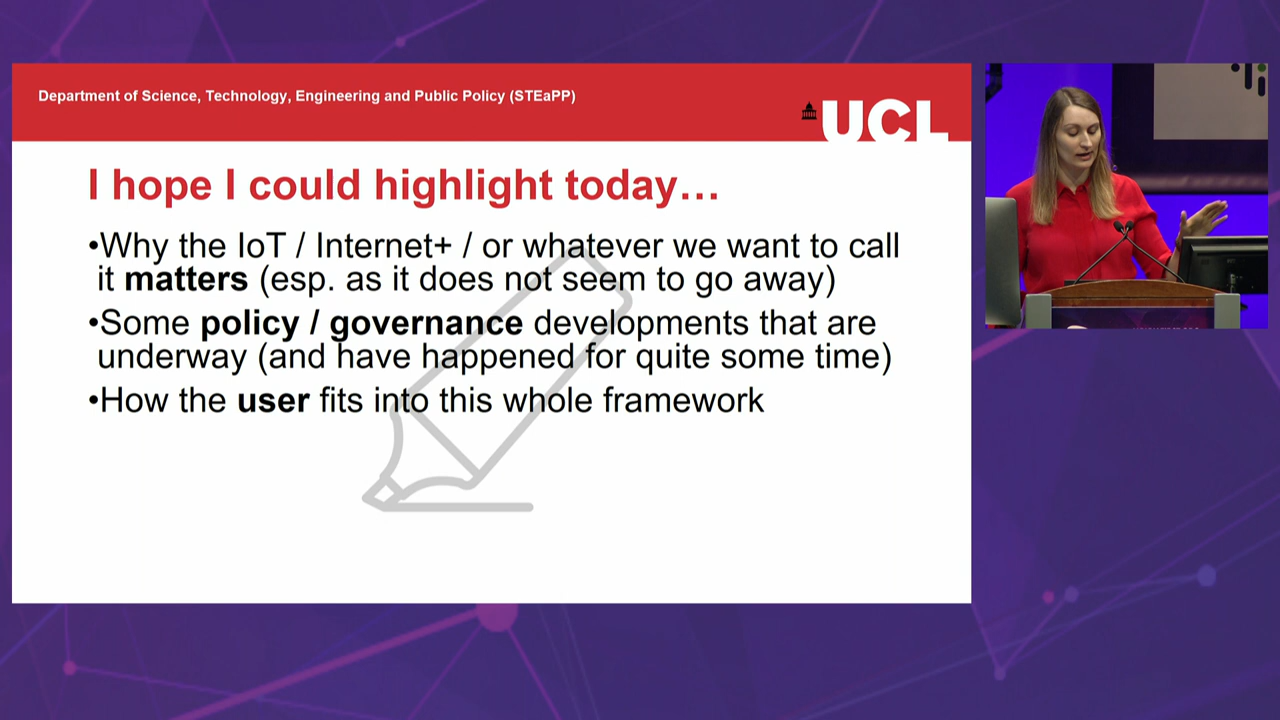 Department of Science, Technology, Engineering and Public Policy (STEaPP)
UCL
I hope I could highlight today…
•Why the IoT / Internet+ / or whatever we want to call
it matters (esp. as it does not seem to go away)
•Some policy / governance developments that are
underway (and have happened for quite some time)
•How the user fits into this whole framework